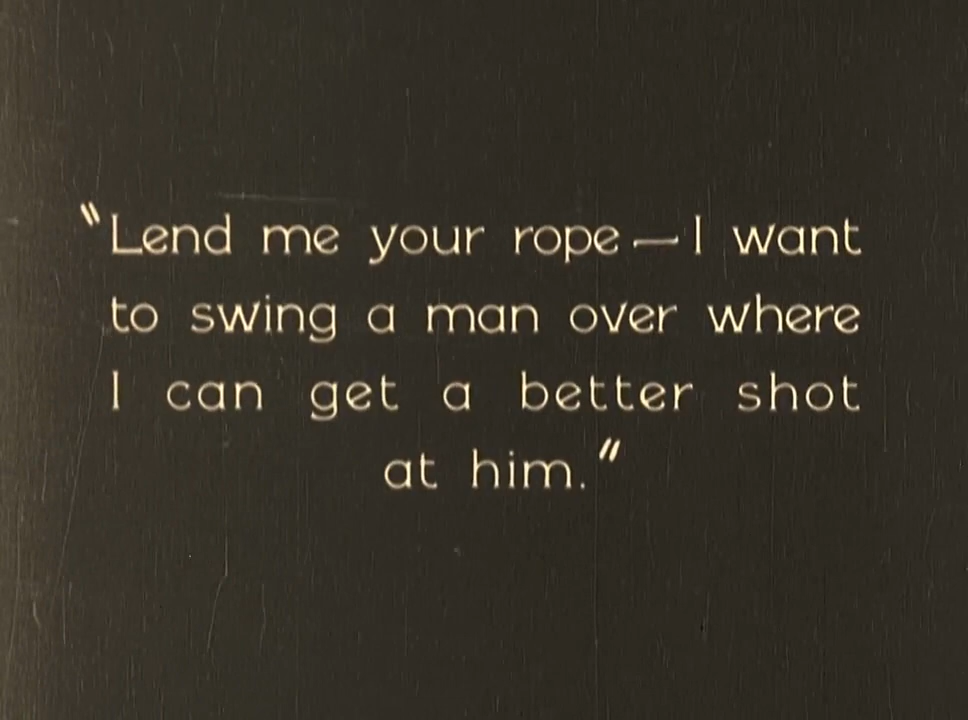 “Lend me your rope — I want
to swing a man over where
I can get a better shot
at him.”